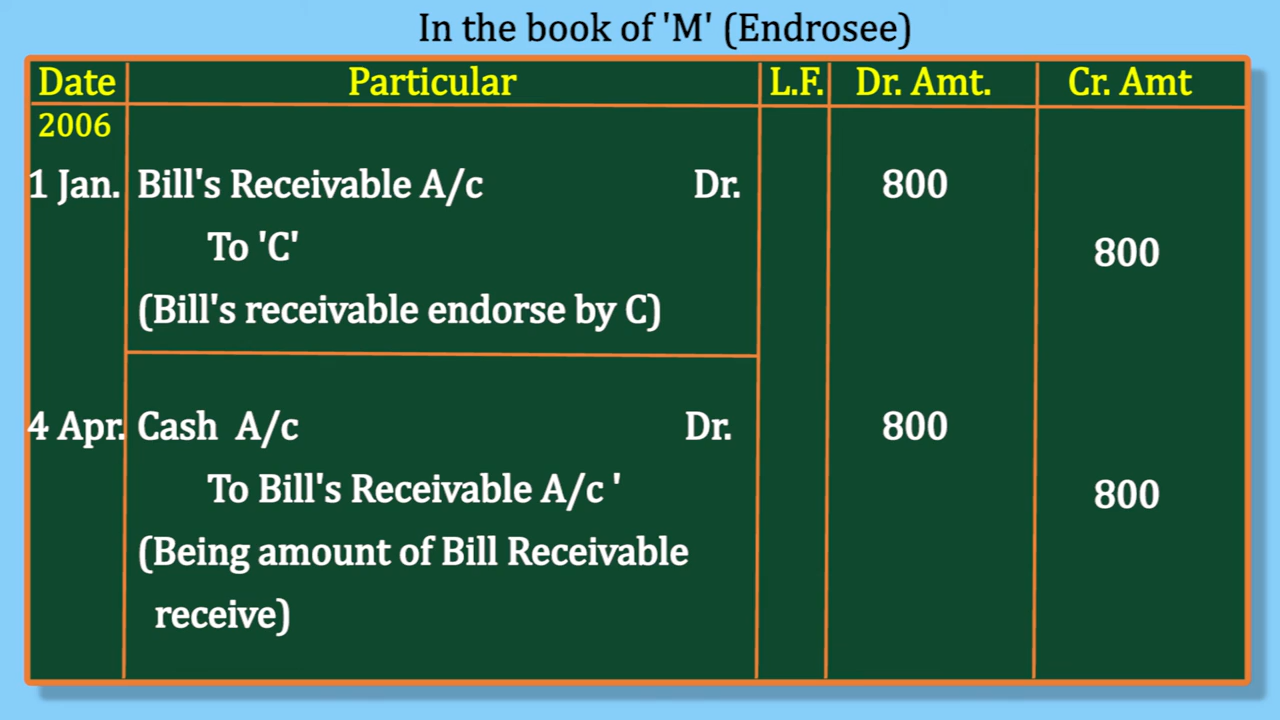 In the book of 'M' (Endrosee)
Date Particular L.F. Dr. Amt. Cr. Amt
2006
1 Jan. Bill's Receivable A/c Dr. 800
To 'C' 800
(Bill's receivable endorse by C)
4 Apr. Cash A/c Dr. 800
To Bill's Receivable A/c ' 800
(Being amount of Bill Receivable
receive)